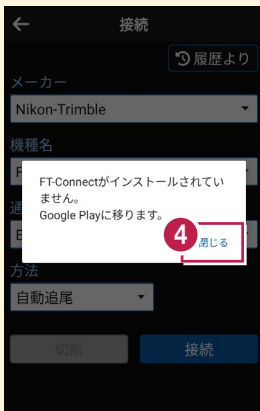 接続
履歴より
メーカー
Nikon-Trimble
機種名
F
FT-Connectがインストールされてい
ません。
Google Playに移ります。
通
E
4
閉じる
方法
自動追尾
切断
接続